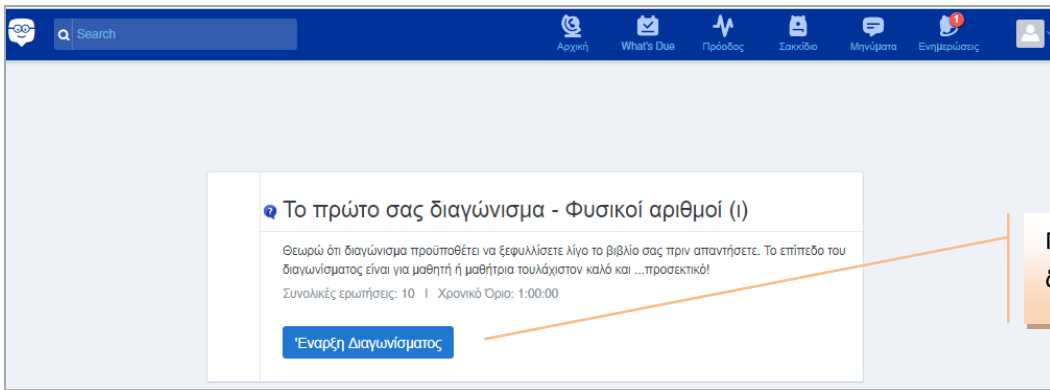 Search
Αρχική
What's Due
Πρόοδος
Σακκίδιο
Μηνύματα
1
Ενημερώσεις
Το πρώτο σας διαγώνισμα - Φυσικοί αριθμοί (ι)
Θεωρώ ότι διαγώνισμα προϋποθέτει να ξεφυλλίσετε λίγο το βιβλίο σας πριν απαντήσετε. Το επίπεδο του
διαγωνίσματος είναι για μαθητή ή μαθήτρια τουλάχιστον καλό και ...προσεκτικό!
Συνολικές ερωτήσεις: 10 | Χρονικό Όριο: 1:00:00
Έναρξη Διαγωνίσματος